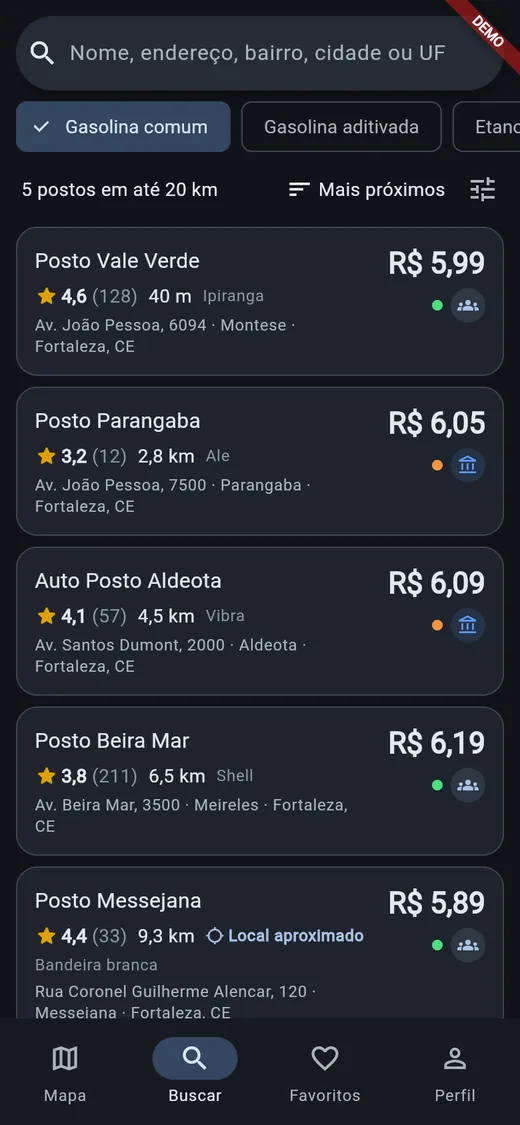 DEMO
Nome, endereço, bairro, cidade ou UF
Gasolina comum
Gasolina aditivada
Etano
5 postos em até 20 km
Mais próximos
Posto Vale Verde
R$ 5,99
4,6 (128) 40 m Ipiranga
Av. João Pessoa, 6094 · Montese ·
Fortaleza, CE
Posto Parangaba
R$ 6,05
3,2 (12) 2,8 km Ale
Av. João Pessoa, 7500 · Parangaba ·
Fortaleza, CE
Auto Posto Aldeota
R$ 6,09
4,1 (57) 4,5 km Vibra
Av. Santos Dumont, 2000 · Aldeota ·
Fortaleza, CE
Posto Beira Mar
R$ 6,19
3,8 (211) 6,5 km Shell
Av. Beira Mar, 3500 · Meireles · Fortaleza,
CE
Posto Messejana
R$ 5,89
4,4 (33) 9,3 km Local aproximado
Bandeira branca
Rua Coronel Guilherme Alencar, 120 ·
Messejana · Fortaleza, CE
Mapa
Buscar
Favoritos
Perfil